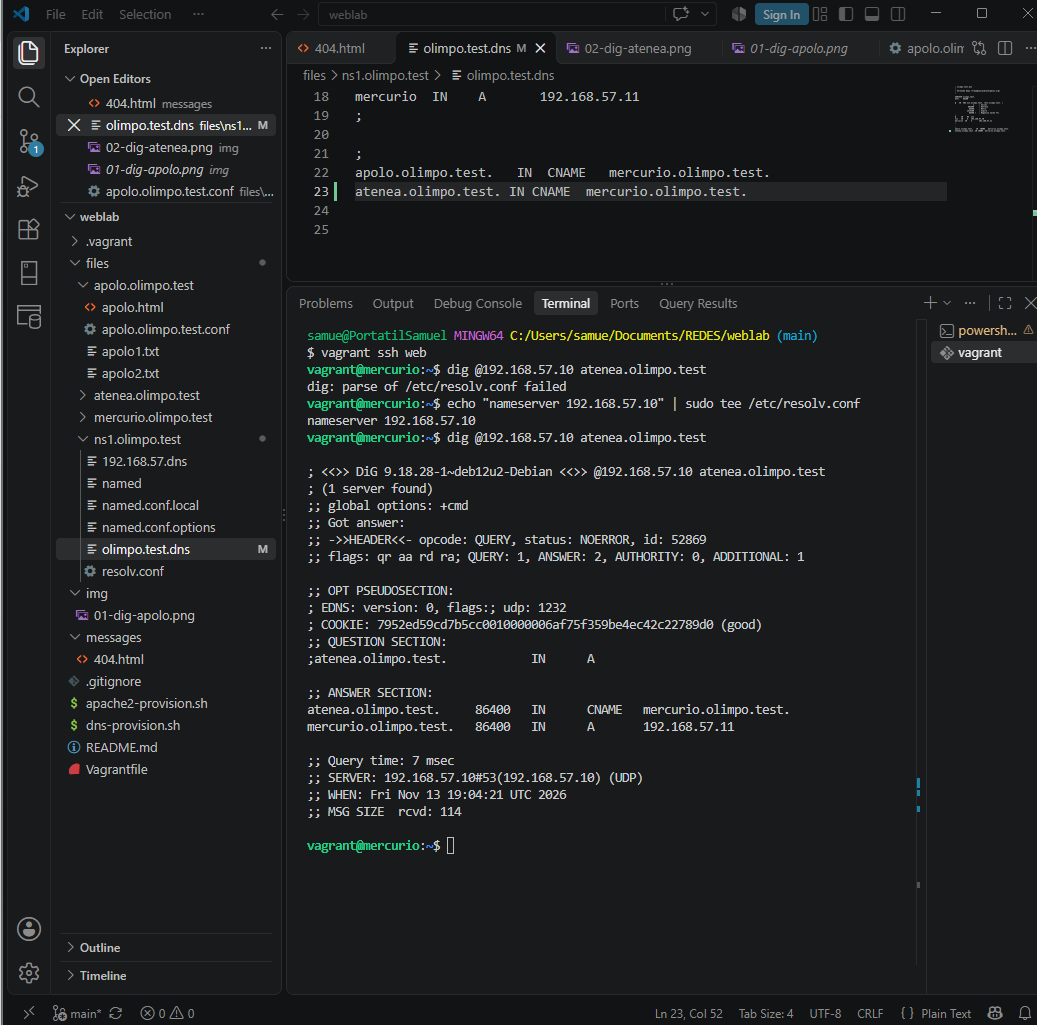 File Edit Selection ··· weblab Sign In
Explorer ···
Open Editors
404.html messages
olimpo.test.dns files\ns1... M
02-dig-atenea.png img
01-dig-apolo.png img
apolo.olimpo.test.conf files\...
weblab
.vagrant
files
apolo.olimpo.test
apolo.html
apolo.olimpo.test.conf
apolo1.txt
apolo2.txt
atenea.olimpo.test
mercurio.olimpo.test
ns1.olimpo.test
192.168.57.dns
named
named.conf.local
named.conf.options
olimpo.test.dns M
resolv.conf
img
01-dig-apolo.png
messages
404.html
.gitignore
apache2-provision.sh
dns-provision.sh
README.md
Vagrantfile
Outline
Timeline
404.html olimpo.test.dns M 02-dig-atenea.png 01-dig-apolo.png apolo.olim
files > ns1.olimpo.test > olimpo.test.dns
18 mercurio IN A 192.168.57.11
19 ;
20
21 ;
22 apolo.olimpo.test. IN CNAME mercurio.olimpo.test.
23 atenea.olimpo.test. IN CNAME mercurio.olimpo.test.
24
25
Problems Output Debug Console Terminal Ports Query Results
samue@PortatilSamuel MINGW64 C:/Users/samue/Documents/REDES/weblab (main)
$ vagrant ssh web
vagrant@mercurio:~$ dig @192.168.57.10 atenea.olimpo.test
dig: parse of /etc/resolv.conf failed
vagrant@mercurio:~$ echo "nameserver 192.168.57.10" | sudo tee /etc/resolv.conf
nameserver 192.168.57.10
vagrant@mercurio:~$ dig @192.168.57.10 atenea.olimpo.test
; <<>> DiG 9.18.28-1~deb12u2-Debian <<>> @192.168.57.10 atenea.olimpo.test
; (1 server found)
;; global options: +cmd
;; Got answer:
;; ->>HEADER<<- opcode: QUERY, status: NOERROR, id: 52869
;; flags: qr aa rd ra; QUERY: 1, ANSWER: 2, AUTHORITY: 0, ADDITIONAL: 1
;; OPT PSEUDOSECTION:
; EDNS: version: 0, flags:; udp: 1232
; COOKIE: 7952ed59cd7b5cc0010000006af75f359be4ec42c22789d0 (good)
;; QUESTION SECTION:
;atenea.olimpo.test. IN A
;; ANSWER SECTION:
atenea.olimpo.test. 86400 IN CNAME mercurio.olimpo.test.
mercurio.olimpo.test. 86400 IN A 192.168.57.11
;; Query time: 7 msec
;; SERVER: 192.168.57.10#53(192.168.57.10) (UDP)
;; WHEN: Fri Nov 13 19:04:21 UTC 2026
;; MSG SIZE rcvd: 114
vagrant@mercurio:~$
powersh...
vagrant
1
main* 0 0 Ln 23, Col 52 Tab Size: 4 UTF-8 CRLF { } Plain Text